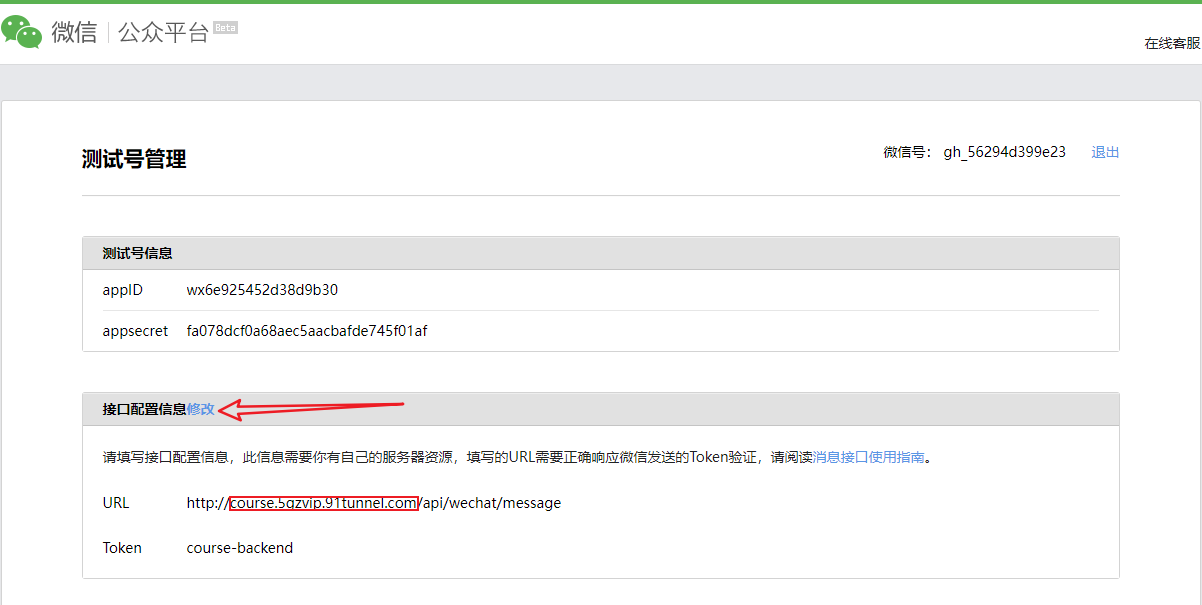 微信 公众平台 Beta
在线客服
测试号管理
微信号： gh_56294d399e23 退出
测试号信息
appID wx6e925452d38d9b30
appsecret fa078dcf0a68aec5aacbafde745f01af
接口配置信息修改
请填写接口配置信息，此信息需要你有自己的服务器资源，填写的URL需要正确响应微信发送的Token验证，请阅读消息接口使用指南。
URL http://course.5gzvip.91tunnel.com/api/wechat/message
Token course-backend